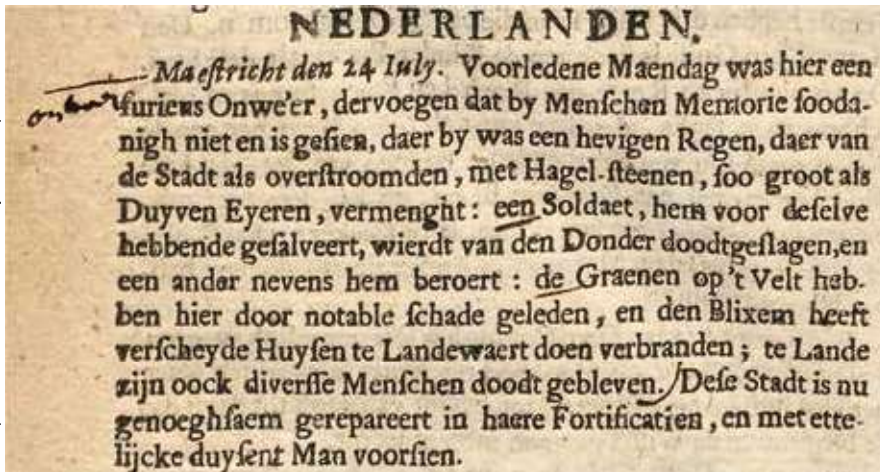 NEDERLANDEN.
Maeſtricht den 24 Iuly. Voorledene Maendag was hier een
furieus Onwe'er, dervoegen dat by Menſchen Memorie ſooda-
nigh niet en is geſien, daer by was een hevigen Regen, daer van
de Stadt als overſtroomden, met Hagel-ſteenen, ſoo groot als
Duyven Eyeren, vermenght: een Soldaet, hem voor deſelve
hebbende geſalveert, wierdt van den Donder doodtgeſlagen, en
een ander nevens hem beroert: de Graenen op't Velt heb-
ben hier door notable ſchade geleden, en den Blixem heeft
verſcheyde Huyſen te Landewaert doen verbranden; te Lande
zijn oock diverſſe Menſchen doodt gebleven. Deſe Stadt is nu
genoeghſaem gerepareert in haere Fortificatien, en met ette-
lijcke duyſent Man voorſien.